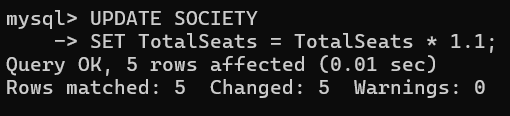 mysql> UPDATE SOCIETY
    -> SET TotalSeats = TotalSeats * 1.1;
Query OK, 5 rows affected (0.01 sec)
Rows matched: 5  Changed: 5  Warnings: 0